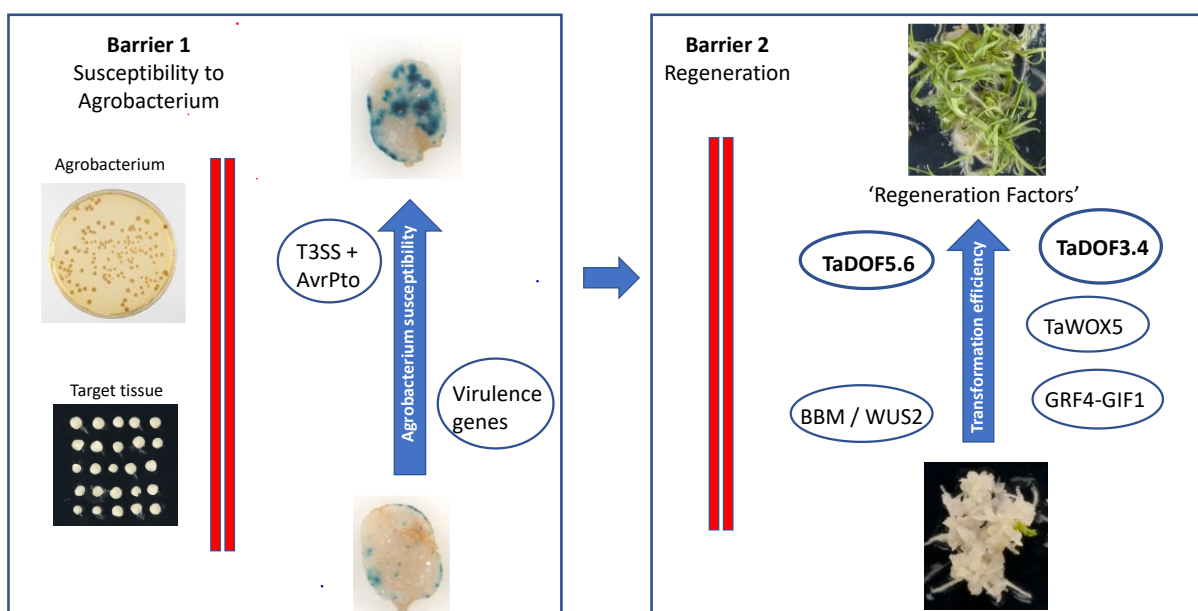 Barrier 1
Susceptibility to
Agrobacterium
Agrobacterium
T3SS +
AvrPto
Agrobacterium susceptibility
Target tissue
Virulence
genes
Barrier 2
Regeneration
'Regeneration Factors'
TaDOF5.6
TaDOF3.4
TaWOX5
Transformation efficiency
BBM / WUS2
GRF4-GIF1